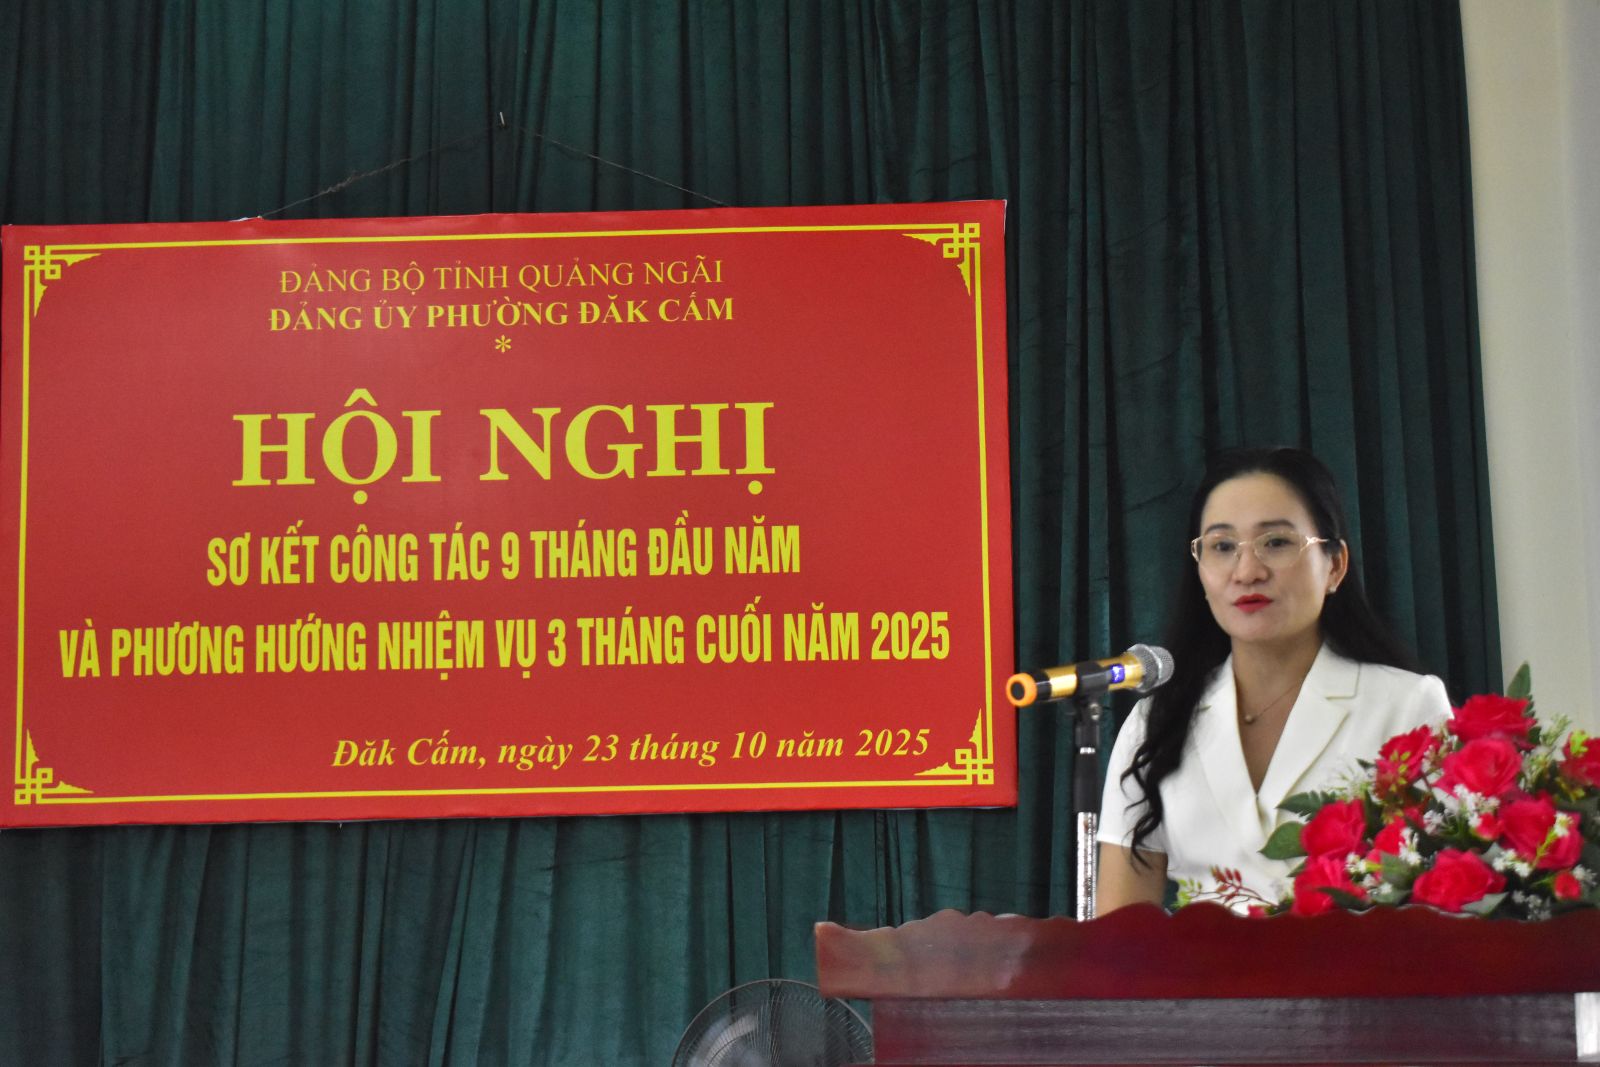 ĐẢNG BỘ TỈNH QUẢNG NGÃI
ĐẢNG ỦY PHƯỜNG ĐĂK CẤM
*
HỘI NGHỊ
SƠ KẾT CÔNG TÁC 9 THÁNG ĐẦU NĂM
VÀ PHƯƠNG HƯỚNG NHIỆM VỤ 3 THÁNG CUỐI NĂM 2025
Đăk Cấm, ngày 23 tháng 10 năm 2025